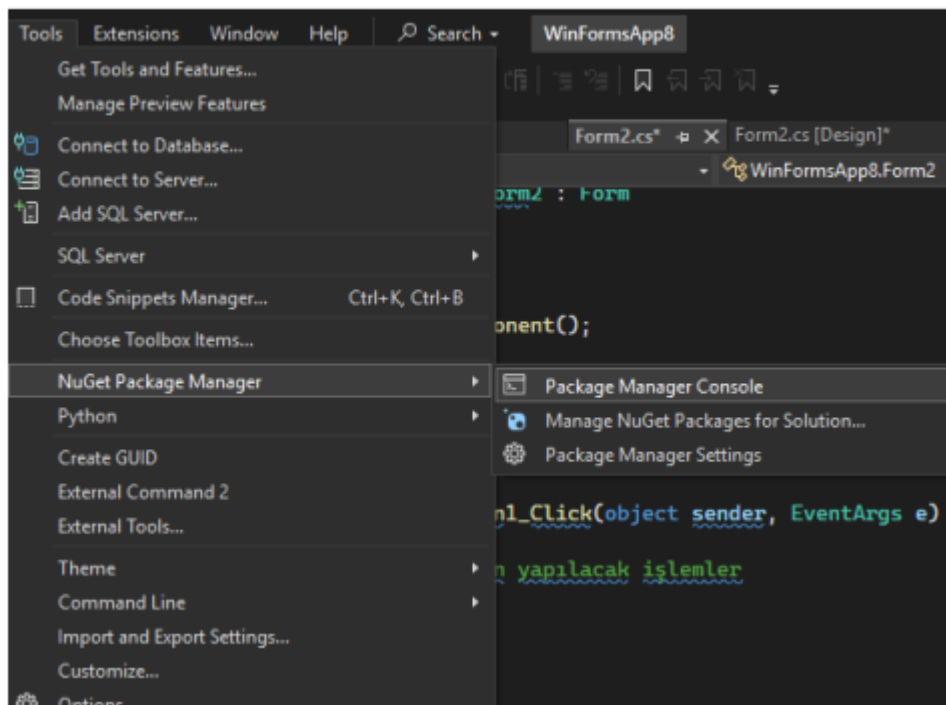 Tools Extensions Window Help Search WinFormsApp8
Get Tools and Features...
Manage Preview Features
Form2.cs* Form2.cs [Design]*
Connect to Database...
Connect to Server...
WinFormsApp8.Form2
Add SQL Server...
orm2 : Form
SQL Server
Code Snippets Manager... Ctrl+K, Ctrl+B
onent();
Choose Toolbox Items...
NuGet Package Manager
Package Manager Console
Python
Manage NuGet Packages for Solution...
Create GUID
Package Manager Settings
External Command 2
n1_Click(object sender, EventArgs e)
External Tools...
Theme
n yapılacak işlemler
Command Line
Import and Export Settings...
Customize...
Options